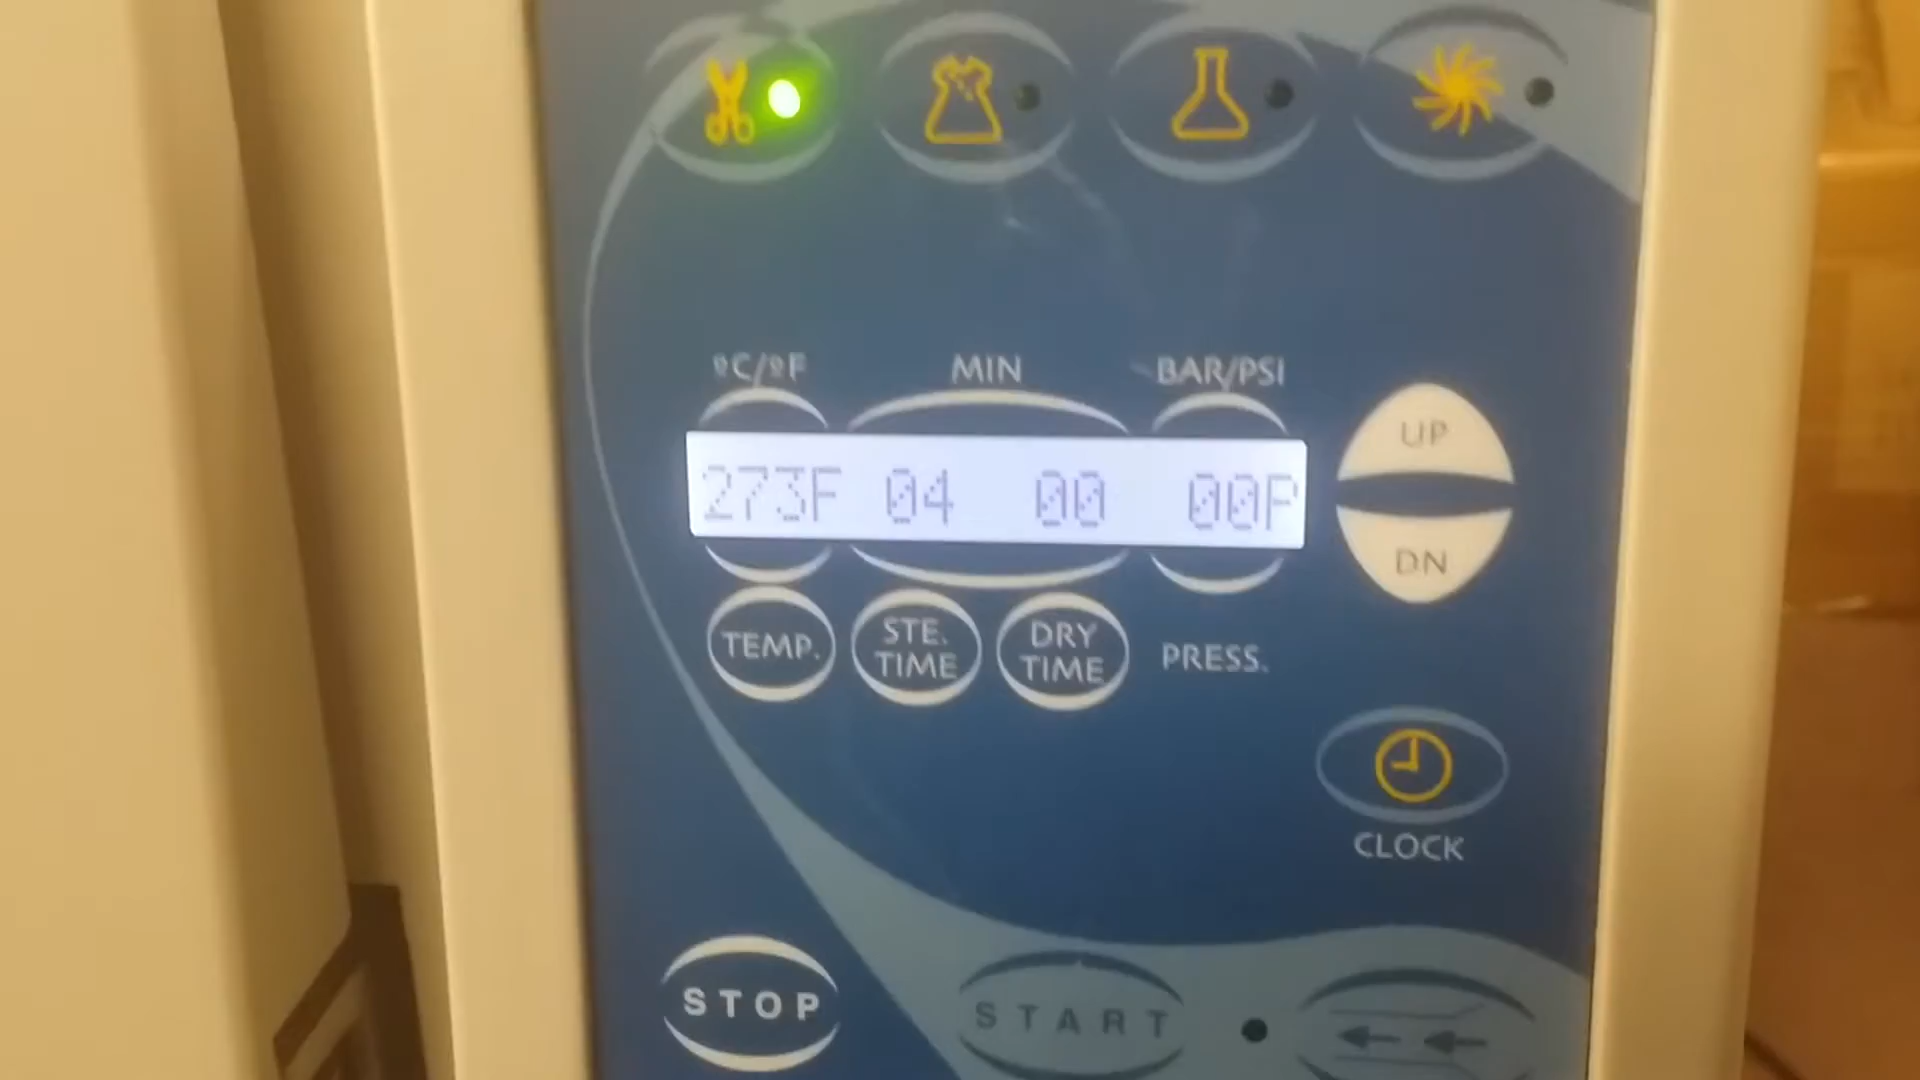 ºC/ºF MIN BAR/PSI
273F 04 00 00P
UP
DN
TEMP. STE. TIME DRY TIME PRESS.
CLOCK
STOP START